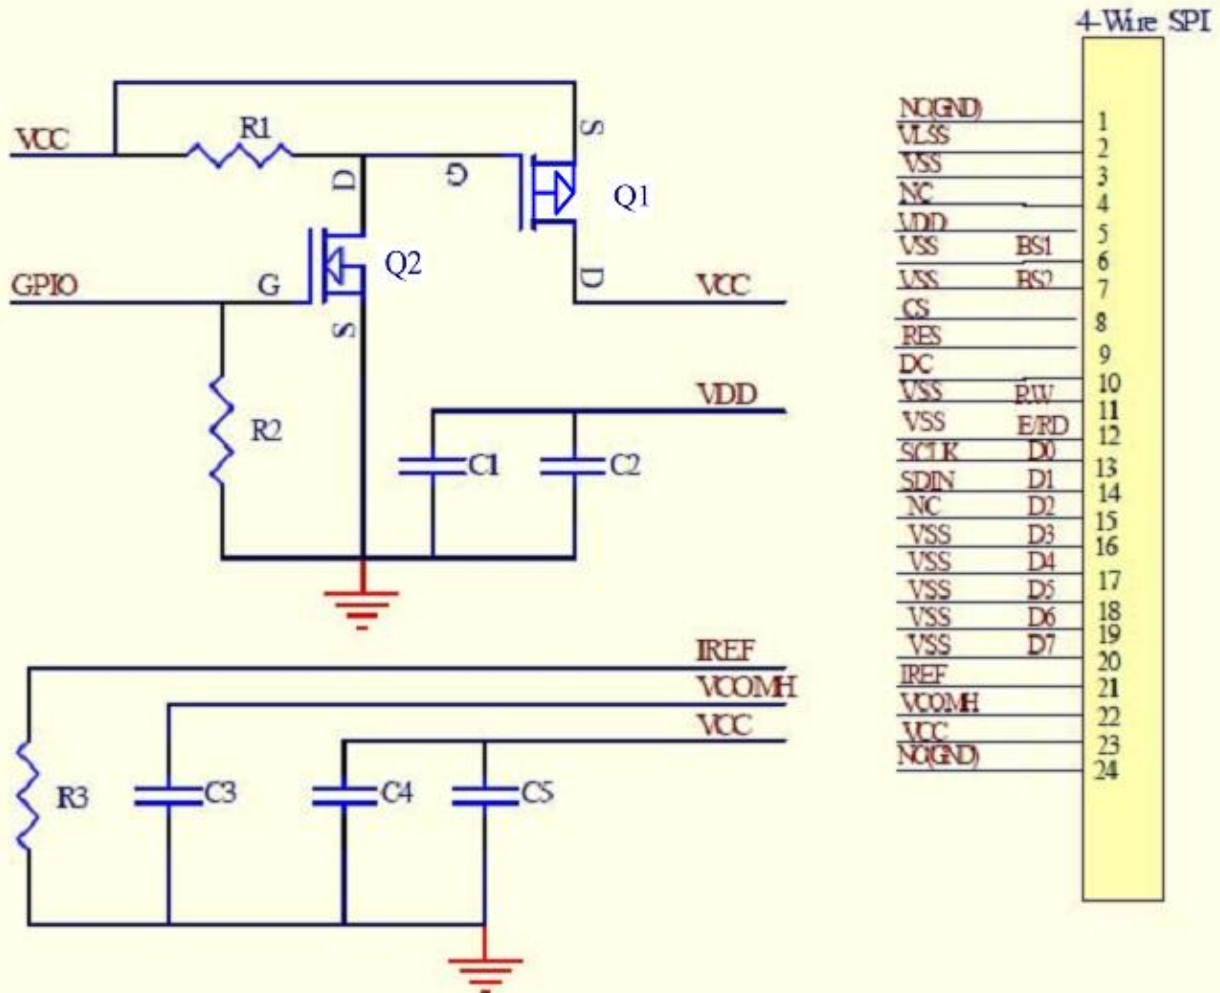 4-Wire SPI
VCC
R1
S
D
G
Q1
Q2
GPIO
G
S
D
VCC
R2
VDD
C1
C2
IREF
VCOMH
VCC
R3
C3
C4
C5
NC(GND) 1
VLSS 2
VSS 3
NC 4
VDD 5
VSS BS1 6
VSS BS2 7
CS 8
RES 9
DC 10
VSS R/W 11
VSS E/RD 12
SCLK D0 13
SDIN D1 14
NC D2 15
VSS D3 16
VSS D4 17
VSS D5 18
VSS D6 19
VSS D7 20
IREF 21
VCOMH 22
VCC 23
NC(GND) 24